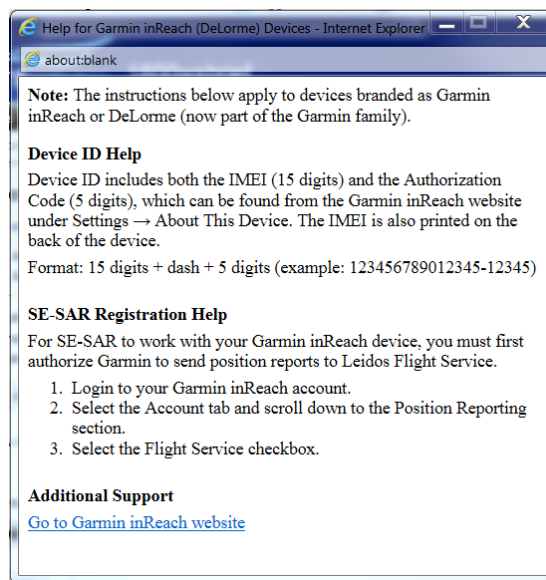 Help for Garmin inReach (DeLorme) Devices - Internet Explorer
about:blank
Note: The instructions below apply to devices branded as Garmin
inReach or DeLorme (now part of the Garmin family).
Device ID Help
Device ID includes both the IMEI (15 digits) and the Authorization
Code (5 digits), which can be found from the Garmin inReach website
under Settings → About This Device. The IMEI is also printed on the
back of the device.
Format: 15 digits + dash + 5 digits (example: 123456789012345-12345)
SE-SAR Registration Help
For SE-SAR to work with your Garmin inReach device, you must first
authorize Garmin to send position reports to Leidos Flight Service.
1. Login to your Garmin inReach account.
2. Select the Account tab and scroll down to the Position Reporting
section.
3. Select the Flight Service checkbox.
Additional Support
Go to Garmin inReach website